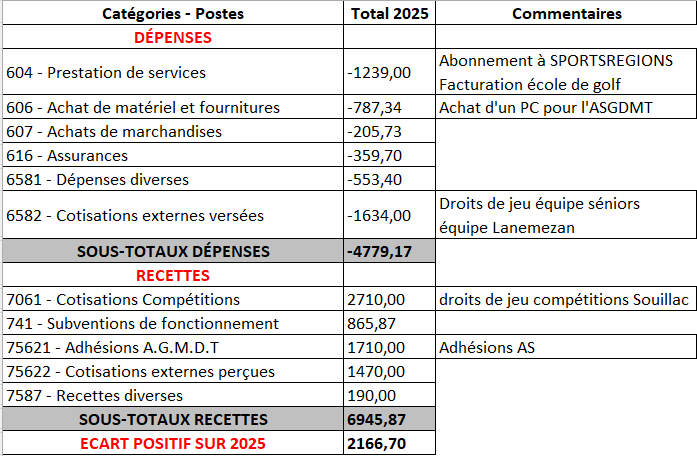 Catégories - Postes Total 2025 Commentaires
DÉPENSES
604 - Prestation de services -1239,00 Abonnement à SPORTSREGIONS
Facturation école de golf
606 - Achat de matériel et fournitures -787,34 Achat d'un PC pour l'ASGDMT
607 - Achats de marchandises -205,73
616 - Assurances -359,70
6581 - Dépenses diverses -553,40
6582 - Cotisations externes versées -1634,00 Droits de jeu équipe séniors
équipe Lanemezan
SOUS-TOTAUX DÉPENSES -4779,17
RECETTES
7061 - Cotisations Compétitions 2710,00 droits de jeu compétitions Souillac
741 - Subventions de fonctionnement 865,87
75621 - Adhésions A.G.M.D.T 1710,00 Adhésions AS
75622 - Cotisations externes perçues 1470,00
7587 - Recettes diverses 190,00
SOUS-TOTAUX RECETTES 6945,87
ECART POSITIF SUR 2025 2166,70